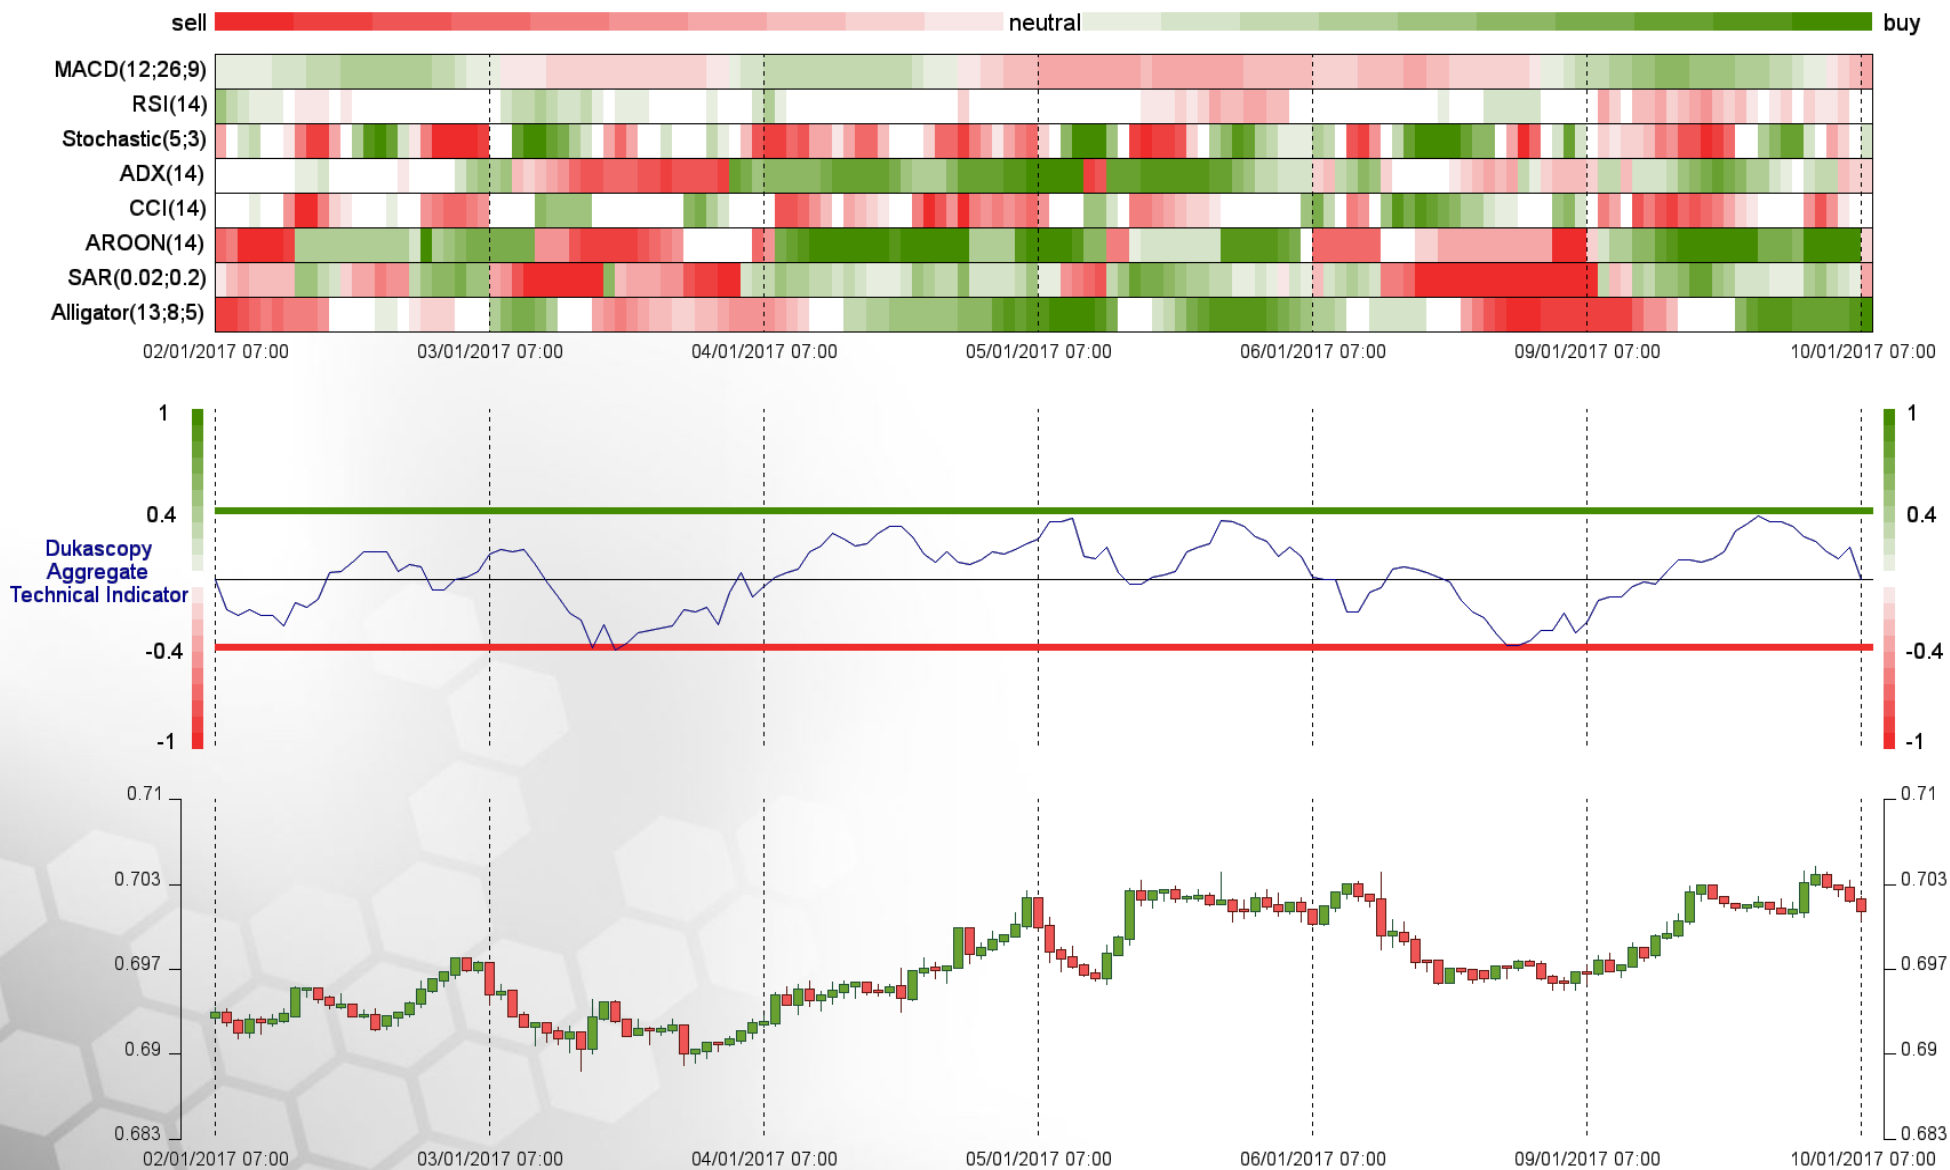 sell neutral buy
MACD(12;26;9)
RSI(14)
Stochastic(5;3)
ADX(14)
CCI(14)
AROON(14)
SAR(0.02;0.2)
Alligator(13;8;5)
02/01/2017 07:00 03/01/2017 07:00 04/01/2017 07:00 05/01/2017 07:00 06/01/2017 07:00 09/01/2017 07:00 10/01/2017 07:00
1 1
0.4 0.4
Dukascopy
Aggregate
Technical Indicator
-0.4 -0.4
-1 -1
0.71 0.71
0.703 0.703
0.697 0.697
0.69 0.69
0.683 0.683
02/01/2017 07:00 03/01/2017 07:00 04/01/2017 07:00 05/01/2017 07:00 06/01/2017 07:00 09/01/2017 07:00 10/01/2017 07:00